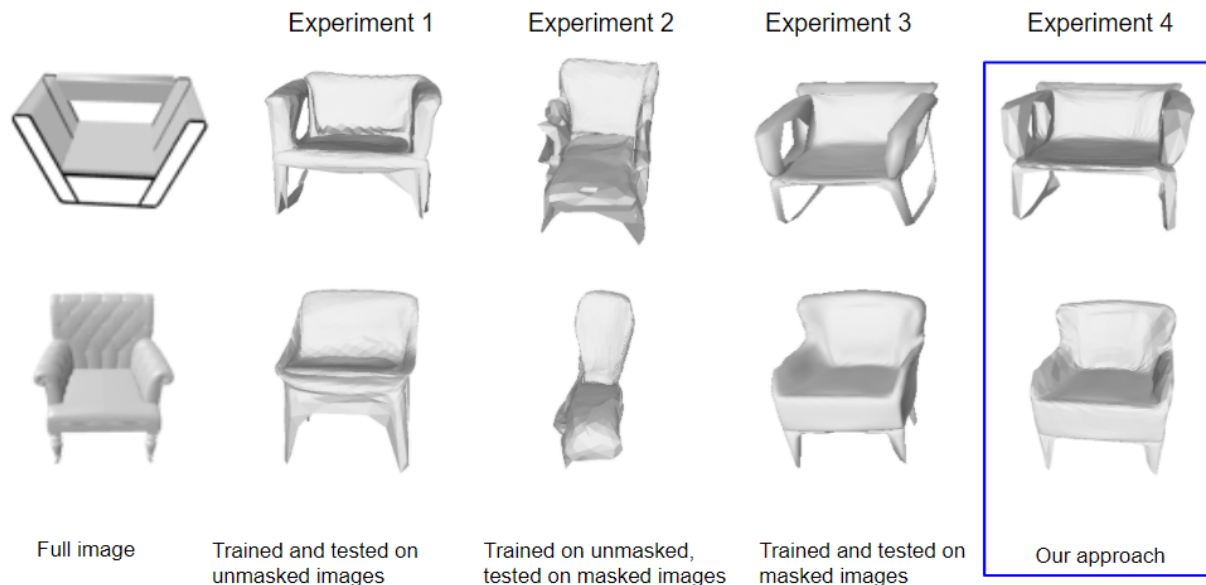 Experiment 1
Experiment 2
Experiment 3
Experiment 4
Full image
Trained and tested on
unmasked images
Trained on unmasked,
tested on masked images
Trained and tested on
masked images
Our approach